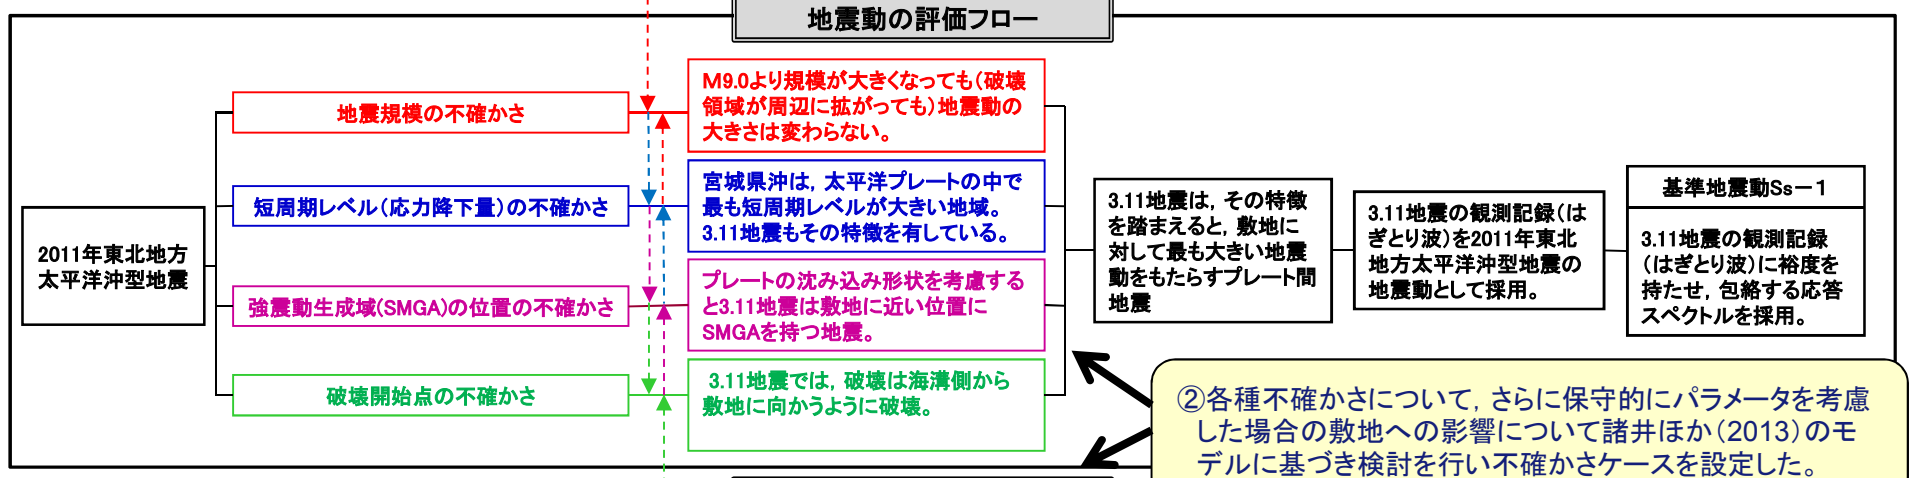 地震動の評価フロー
2011年東北地方
太平洋沖型地震
地震規模の不確かさ
短周期レベル(応力降下量)の不確かさ
強震動生成域(SMGA)の位置の不確かさ
破壊開始点の不確かさ
M9.0より規模が大きくなっても(破壊
領域が周辺に拡がっても)地震動の
大きさは変わらない。
宮城県沖は，太平洋プレートの中で
最も短周期レベルが大きい地域。
3.11地震もその特徴を有している。
プレートの沈み込み形状を考慮する
と3.11地震は敷地に近い位置に
SMGAを持つ地震。
3.11地震では，破壊は海溝側から
敷地に向かうように破壊。
3.11地震は，その特徴
を踏まえると，敷地に
対して最も大きい地震
動をもたらすプレート間
地震
3.11地震の観測記録(は
ぎとり波)を2011年東北
地方太平洋沖型地震の
地震動として採用。
基準地震動Ss－1
3.11地震の観測記録
(はぎとり波)に裕度を
持たせ，包絡する応答
スペクトルを採用。
②各種不確かさについて，さらに保守的にパラメータを考慮
した場合の敷地への影響について諸井ほか(2013)のモ
デルに基づき検討を行い不確かさケースを設定した。